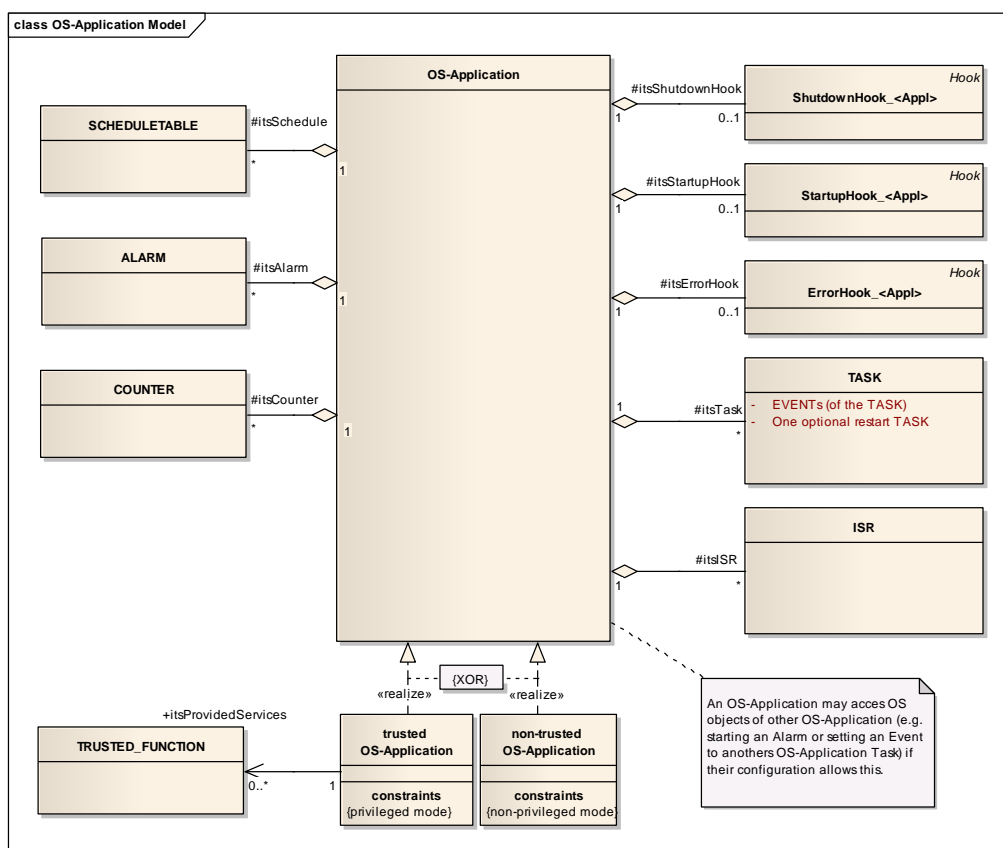 class OS-Application Model
OS-Application
SCHEDULETABLE
#itsSchedule
*
1
ALARM
#itsAlarm
*
1
COUNTER
#itsCounter
*
1
Hook
ShutdownHook_<Appl>
#itsShutdownHook
1
0..1
Hook
StartupHook_<Appl>
#itsStartupHook
1
0..1
Hook
ErrorHook_<Appl>
#itsErrorHook
1
0..1
TASK
- EVENTs (of the TASK)
- One optional restart TASK
1
#itsTask
*
ISR
#itsISR
1
*
{XOR}
«realize»
«realize»
An OS-Application may acces OS
objects of other OS-Application (e.g.
starting an Alarm or setting an Event
to anothers OS-Application Task) if
their configuration allows this.
+itsProvidedServices
TRUSTED_FUNCTION
0..*
1
trusted
OS-Application
constraints
{privileged mode}
non-trusted
OS-Application
constraints
{non-privileged mode}